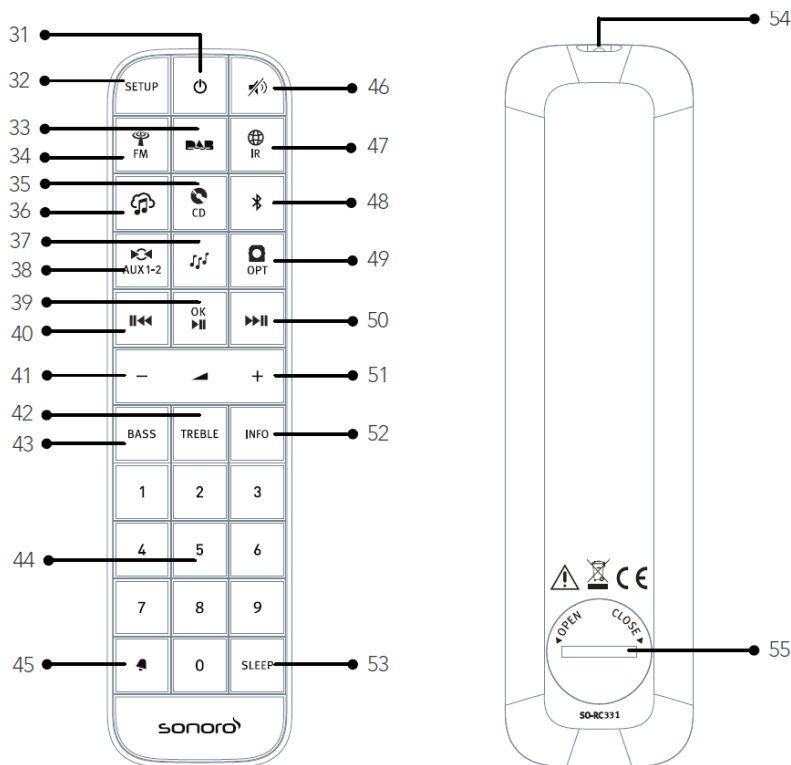 31
54
32
SETUP
46
33
34
FM
DAB
IR
47
35
36
CD
48
37
38
AUX1-2
OPT
49
39
40
OK
50
41
−
+
51
42
43
BASS
TREBLE
INFO
52
1
2
3
44
4
5
6
7
8
9
45
0
SLEEP
53
sonoro
CE
OPEN
CLOSE
55
SO-RC331